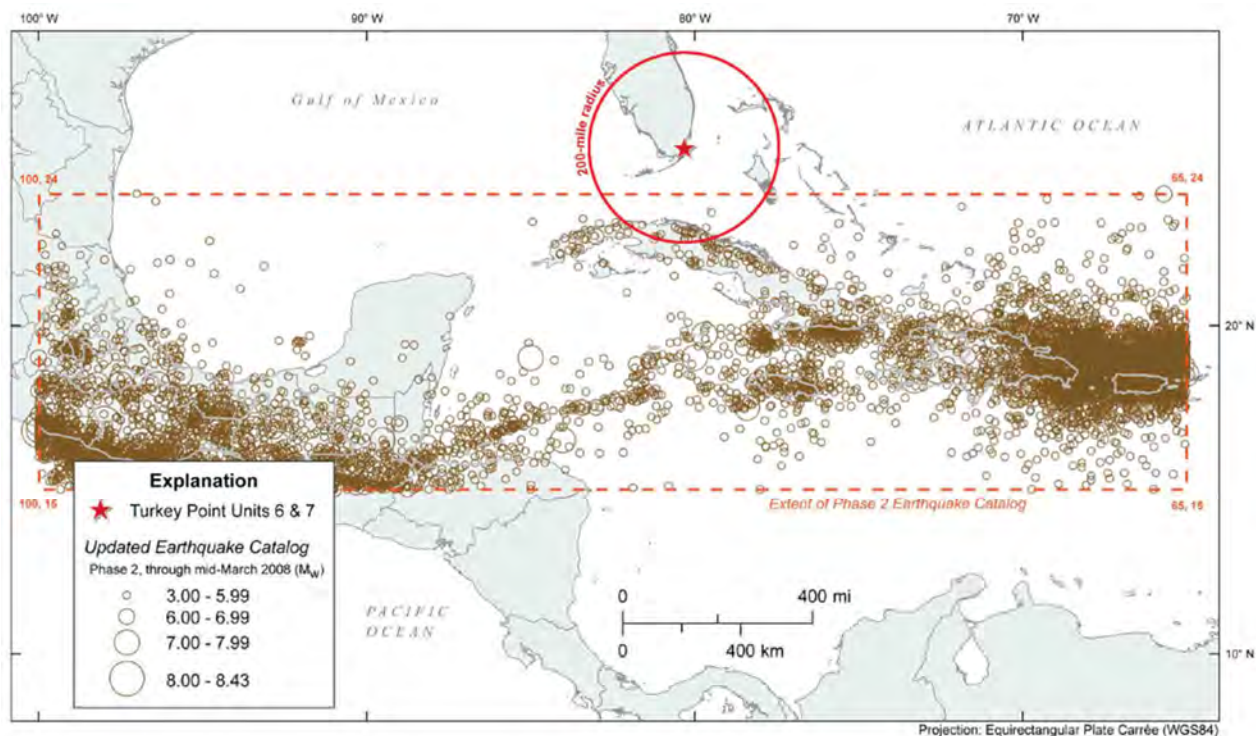 100° W 90° W 80° W 70° W
Gulf of Mexico
200-mile radius
ATLANTIC OCEAN
100, 24
65, 24
20° N
100, 15
65, 15
Extent of Phase 2 Earthquake Catalog
Explanation
Turkey Point Units 6 & 7
Updated Earthquake Catalog
Phase 2, through mid-March 2008 (Mw)
3.00 - 5.99
6.00 - 6.99
7.00 - 7.99
8.00 - 8.43
PACIFIC
OCEAN
0 400 mi
0 400 km
10° N
Projection: Equirectangular Plate Carrée (WGS84)